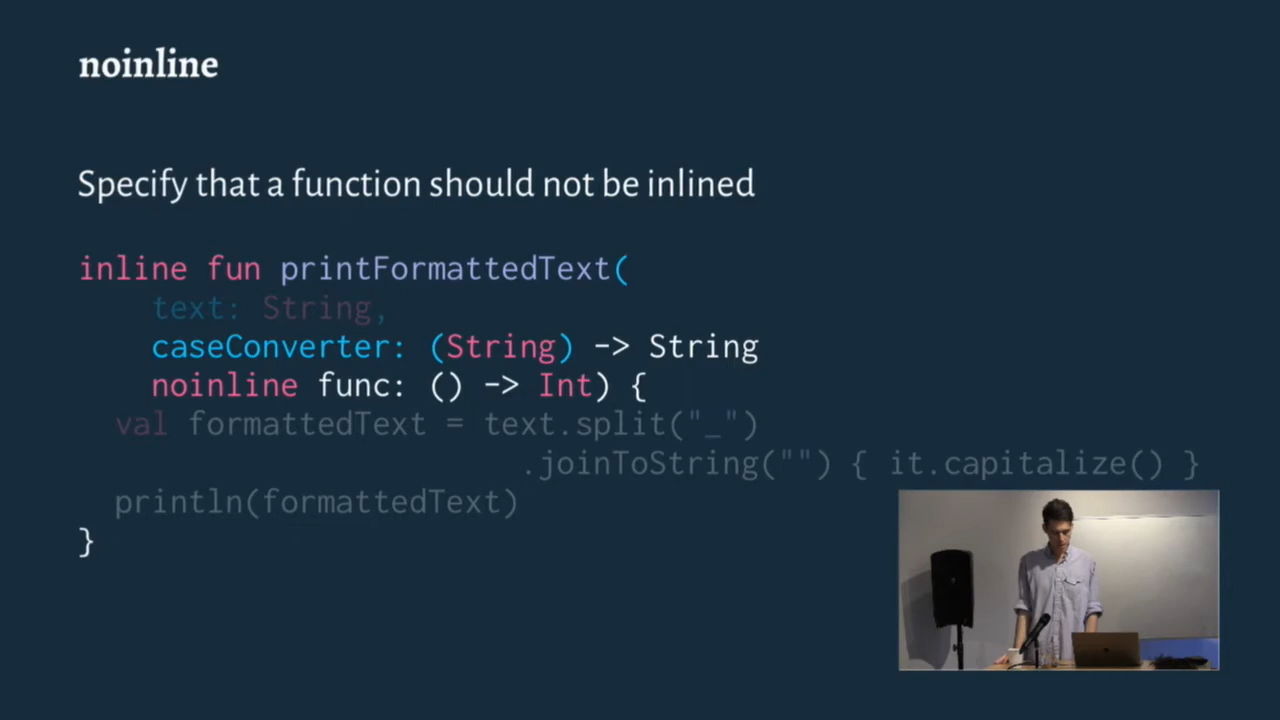 noinline
Specify that a function should not be inlined
inline fun printFormattedText(
text: String,
caseConverter: (String) -> String
noinline func: () -> Int) {
val formattedText = text.split("_")
.joinToString("") { it.capitalize() }
println(formattedText)
}